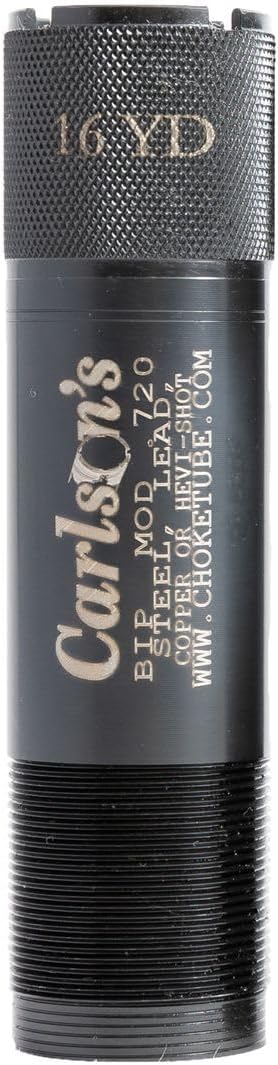 16 YD
Carlson's
BIP MOD .720
STEEL, LEAD,
COPPER OR HEVI-SHOT
WWW.CHOKETUBE.COM